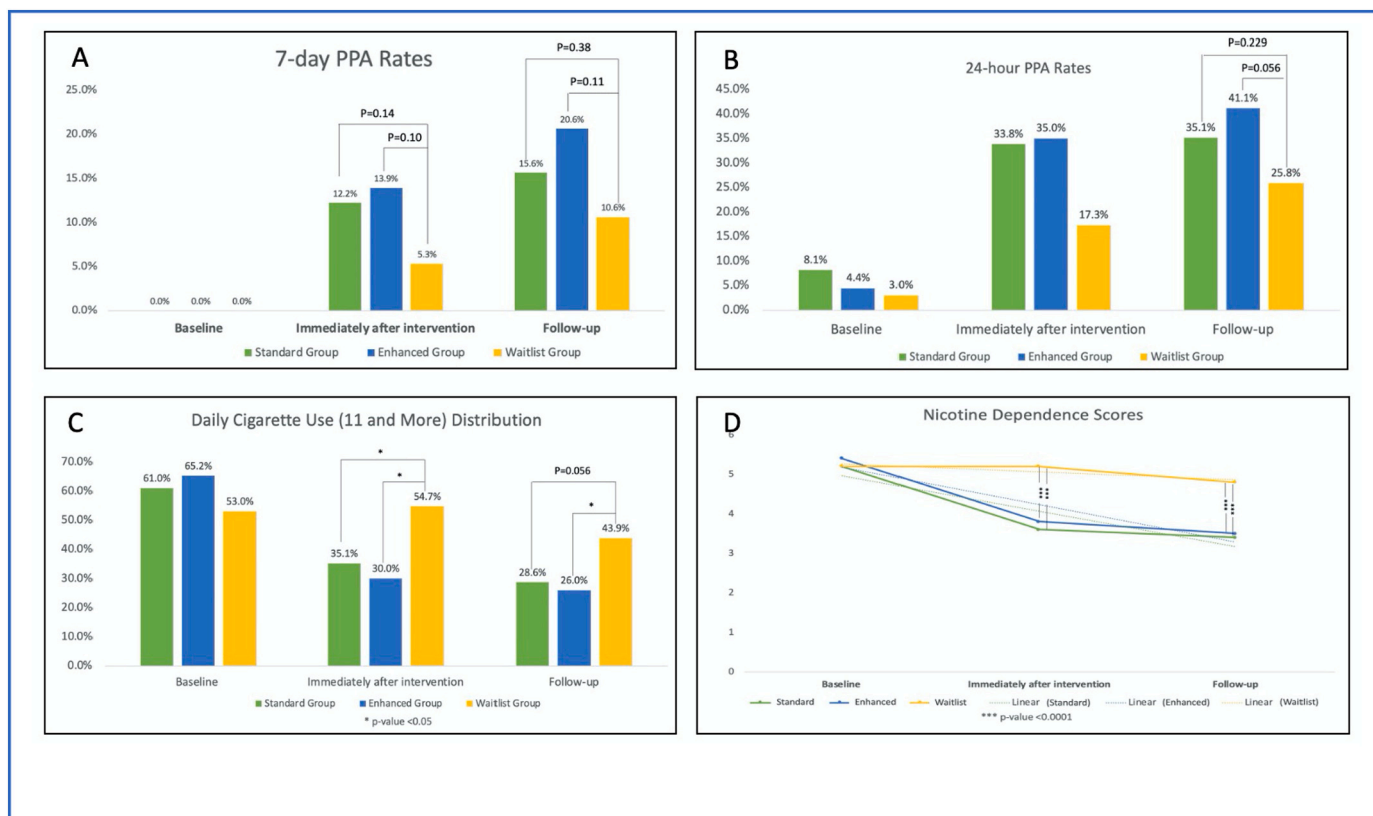 A
7-day PPA Rates
P=0.38
P=0.11
P=0.14
P=0.10
25.0%
20.0%
15.0%
10.0%
5.0%
0.0%
0.0% 0.0% 0.0%
12.2% 13.9% 5.3%
15.6% 20.6% 10.6%
Baseline Immediately after intervention Follow-up
Standard Group Enhanced Group Waitlist Group
B
24-hour PPA Rates
P=0.229
P=0.056
45.0%
40.0%
35.0%
30.0%
25.0%
20.0%
15.0%
10.0%
5.0%
0.0%
8.1% 4.4% 3.0%
33.8% 35.0% 17.3%
35.1% 41.1% 25.8%
Baseline Immediately after intervention Follow-up
Standard Group Enhanced Group Waitlist Group
C
Daily Cigarette Use (11 and More) Distribution
*
*
P=0.056
*
70.0%
60.0%
50.0%
40.0%
30.0%
20.0%
10.0%
0.0%
61.0% 65.2% 53.0%
35.1% 30.0% 54.7%
28.6% 26.0% 43.9%
Baseline Immediately after intervention Follow-up
Standard Group Enhanced Group Waitlist Group
* p-value <0.05
D
Nicotine Dependence Scores
6
5
4
3
2
1
0
*** ***
*** ***
Baseline Immediately after intervention Follow-up
Standard Enhanced Waitlist Linear (Standard) Linear (Enhanced) Linear (Waitlist)
*** p-value <0.0001